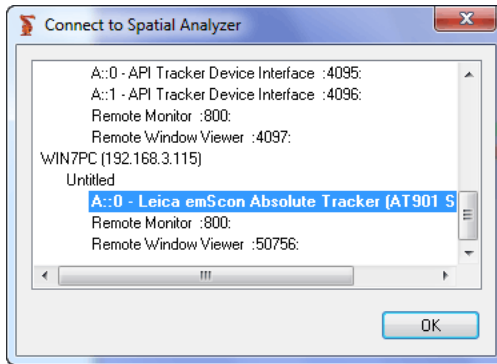 Connect to Spatial Analyzer
A::0 - API Tracker Device Interface :4095:
A::1 - API Tracker Device Interface :4096:
Remote Monitor :800:
Remote Window Viewer :4097:
WIN7PC (192.168.3.115)
Untitled
A::0 - Leica emScon Absolute Tracker (AT901 S
Remote Monitor :800:
Remote Window Viewer :50756:
OK